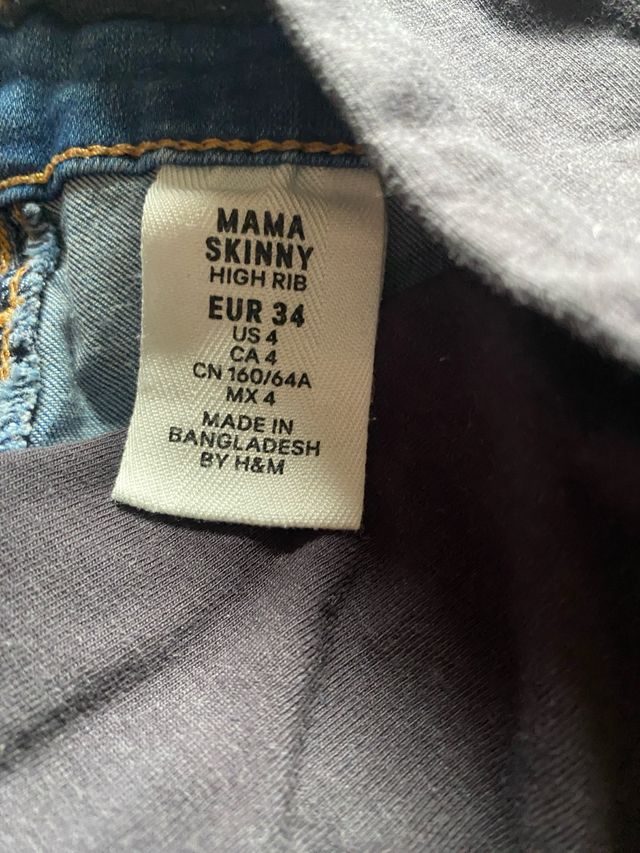 MAMA
SKINNY
HIGH RIB
EUR 34
US 4
CA 4
CN 160/64A
MX 4
MADE IN
BANGLADESH
BY H&M